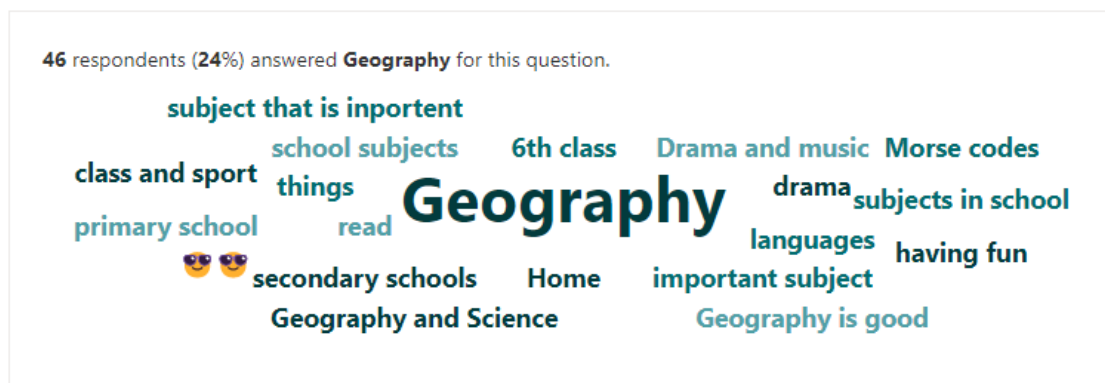 46 respondents (24%) answered Geography for this question.
subject that is inportent
school subjects
6th class
Drama and music
Morse codes
class and sport
things
Geography
drama
subjects in school
primary school
read
languages
having fun
😎 😎
secondary schools
Home
important subject
Geography and Science
Geography is good